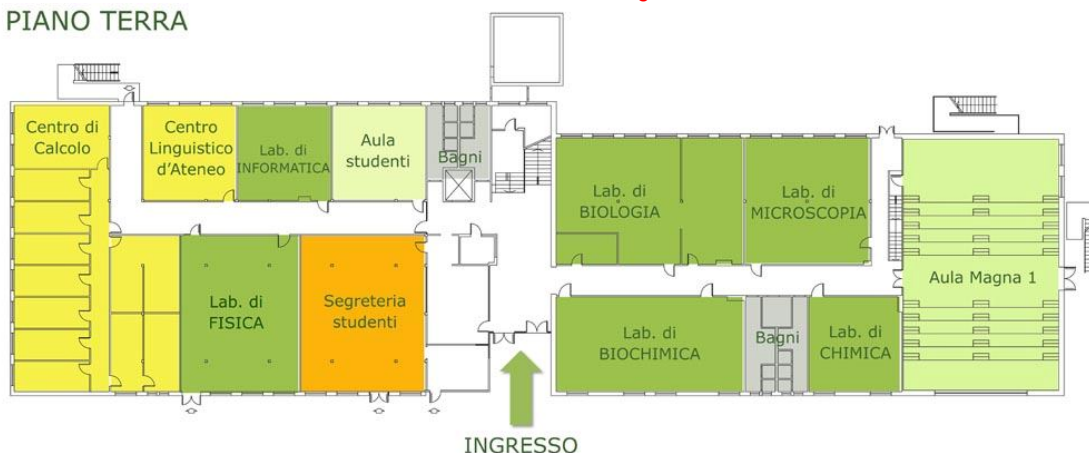 PIANO TERRA
Centro di
Calcolo
Centro
Linguistico
d'Ateneo
Lab. di
INFORMATICA
Aula
studenti
Bagni
Lab. di
BIOLOGIA
Lab. di
MICROSCOPIA
Aula Magna 1
Lab. di
FISICA
Segreteria
studenti
Lab. di
BIOCHIMICA
Bagni
Lab. di
CHIMICA
INGRESSO